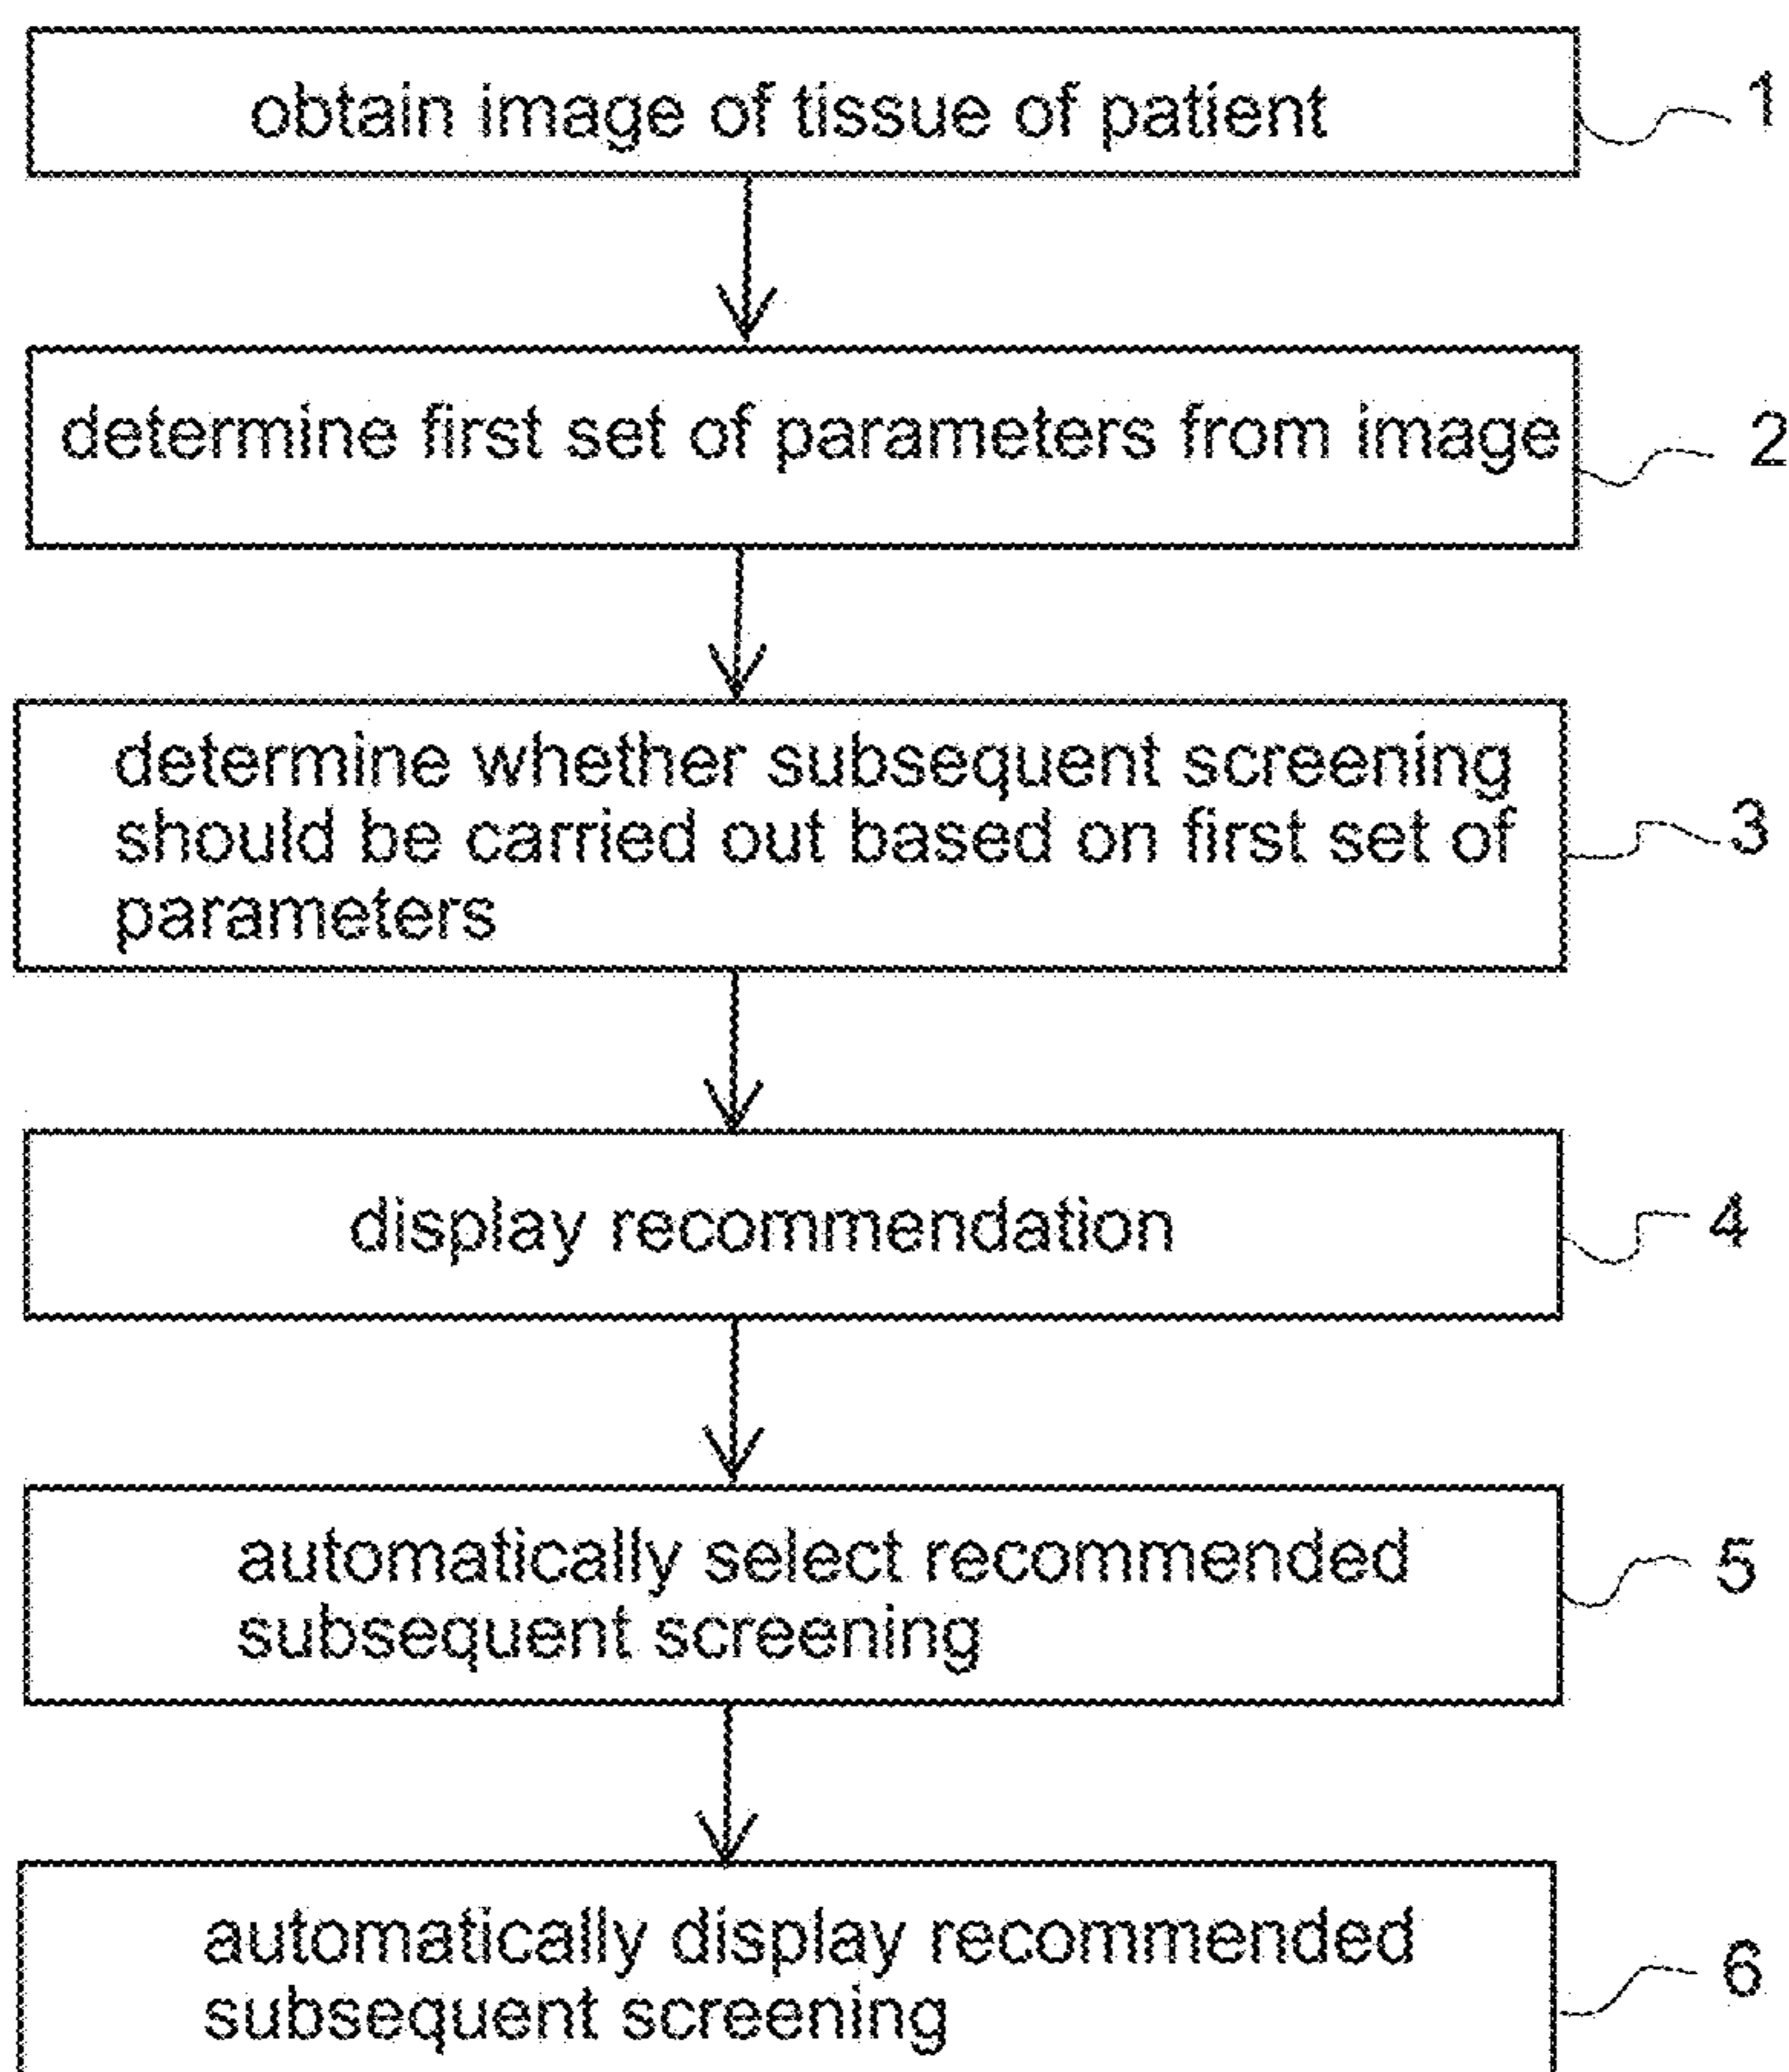 obtain image of tissue of patient
1
determine first set of parameters from image
2
determine whether subsequent screening
should be carried out based on first set of
parameters
3
display recommendation
4
automatically select recommended
subsequent screening
5
automatically display recommended
subsequent screening
6